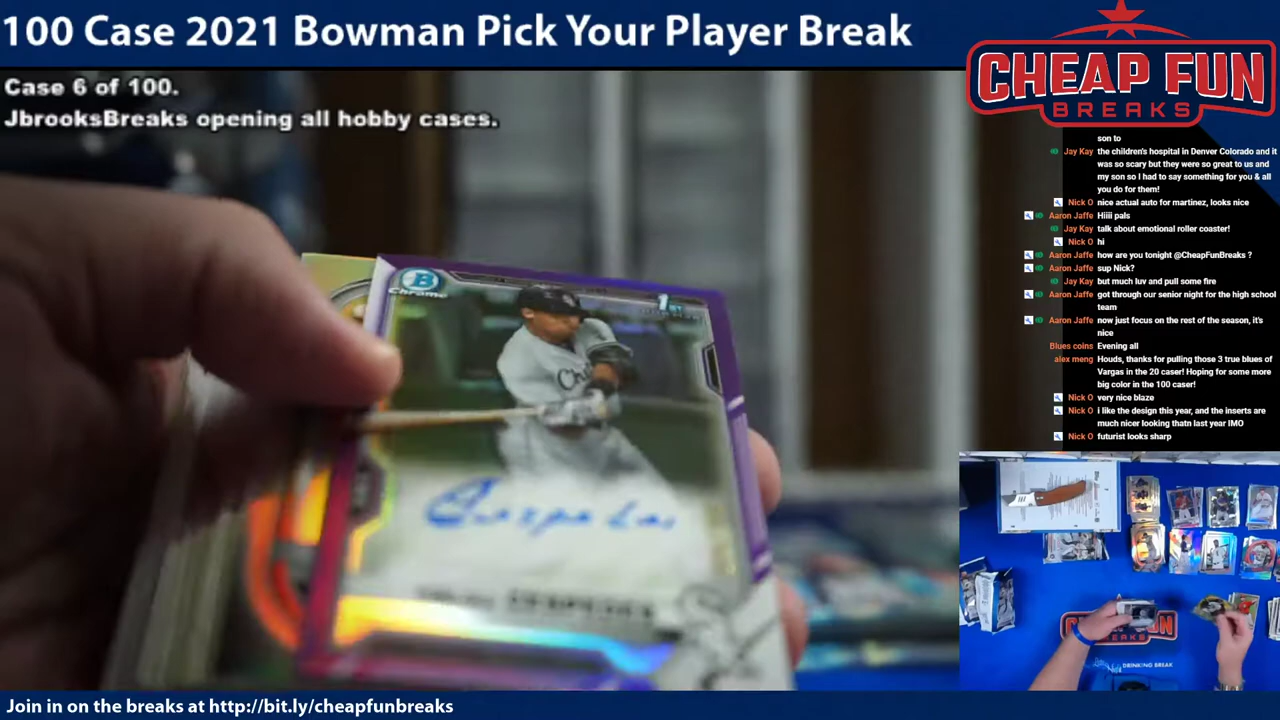 100 Case 2021 Bowman Pick Your Player Break
Case 6 of 100.
JbrooksBreaks opening all hobby cases.
CHEAP FUN
BREAKS
son to
Jay Kay the children's hospital in Denver Colorado and it
was so scary but they were so great to us and
my son so I had to say something for you & all
you do for them!
Nick O nice actual auto for martinez, looks nice
Aaron Jaffe Hiiii pals
Jay Kay talk about emotional roller coaster!
Nick O hi
Aaron Jaffe how are you tonight @CheapFunBreaks ?
Aaron Jaffe sup Nick?
Jay Kay but much luv and pull some fire
Aaron Jaffe got through our senior night for the high school
team
Aaron Jaffe now just focus on the rest of the season, it's
nice
Blues coins Evening all
alex meng Houds, thanks for pulling those 3 true blues of
Vargas in the 20 caser! Hoping for some more
big color in the 100 caser!
Nick O very nice blaze
Nick O i like the design this year, and the inserts are
much nicer looking thatn last year IMO
Nick O futurist looks sharp
B
Chrome
1ST
CESPEDES
CHEAP FUN
BREAKS
DRINKING BREAK
Join in on the breaks at http://bit.ly/cheapfunbreaks